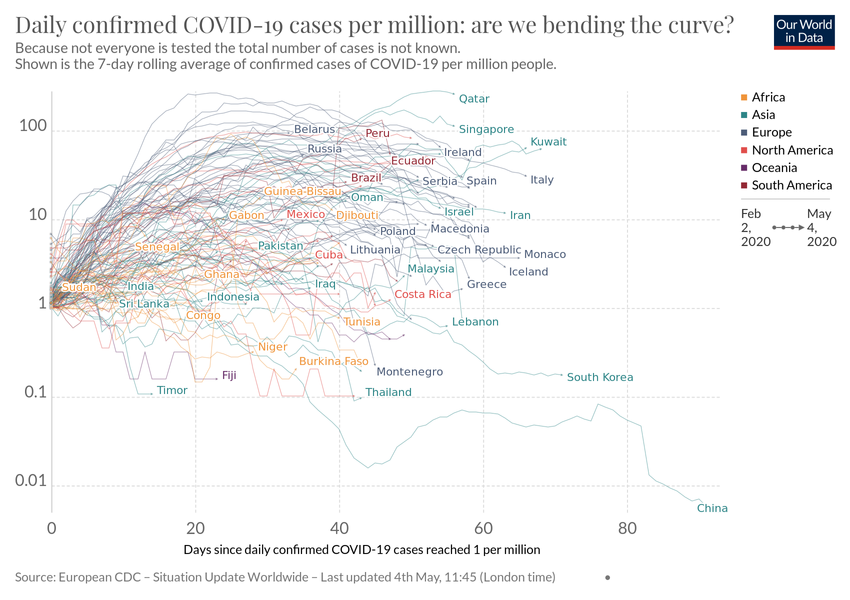 Daily confirmed COVID-19 cases per million: are we bending the curve?
Our World
in Data
Because not everyone is tested the total number of cases is not known.
Shown is the 7-day rolling average of confirmed cases of COVID-19 per million people.
Africa
Asia
Europe
North America
Oceania
South America
Feb
2,
2020
May
4,
2020
100
10
1
0.1
0.01
Qatar
Belarus
Peru
Singapore
Kuwait
Russia
Ireland
Ecuador
Brazil
Serbia
Spain
Italy
Guinea-Bissau
Oman
Gabon
Mexico
Djibouti
Israel
Iran
Poland
Macedonia
Senegal
Pakistan
Lithuania
Czech Republic
Monaco
Cuba
Ghana
Malaysia
Iceland
Sudan
India
Iraq
Greece
Sri Lanka
Indonesia
Costa Rica
Congo
Tunisia
Lebanon
Niger
Burkina Faso
Fiji
Montenegro
South Korea
Timor
Thailand
China
0
20
40
60
80
Days since daily confirmed COVID-19 cases reached 1 per million
Source: European CDC – Situation Update Worldwide – Last updated 4th May, 11:45 (London time)